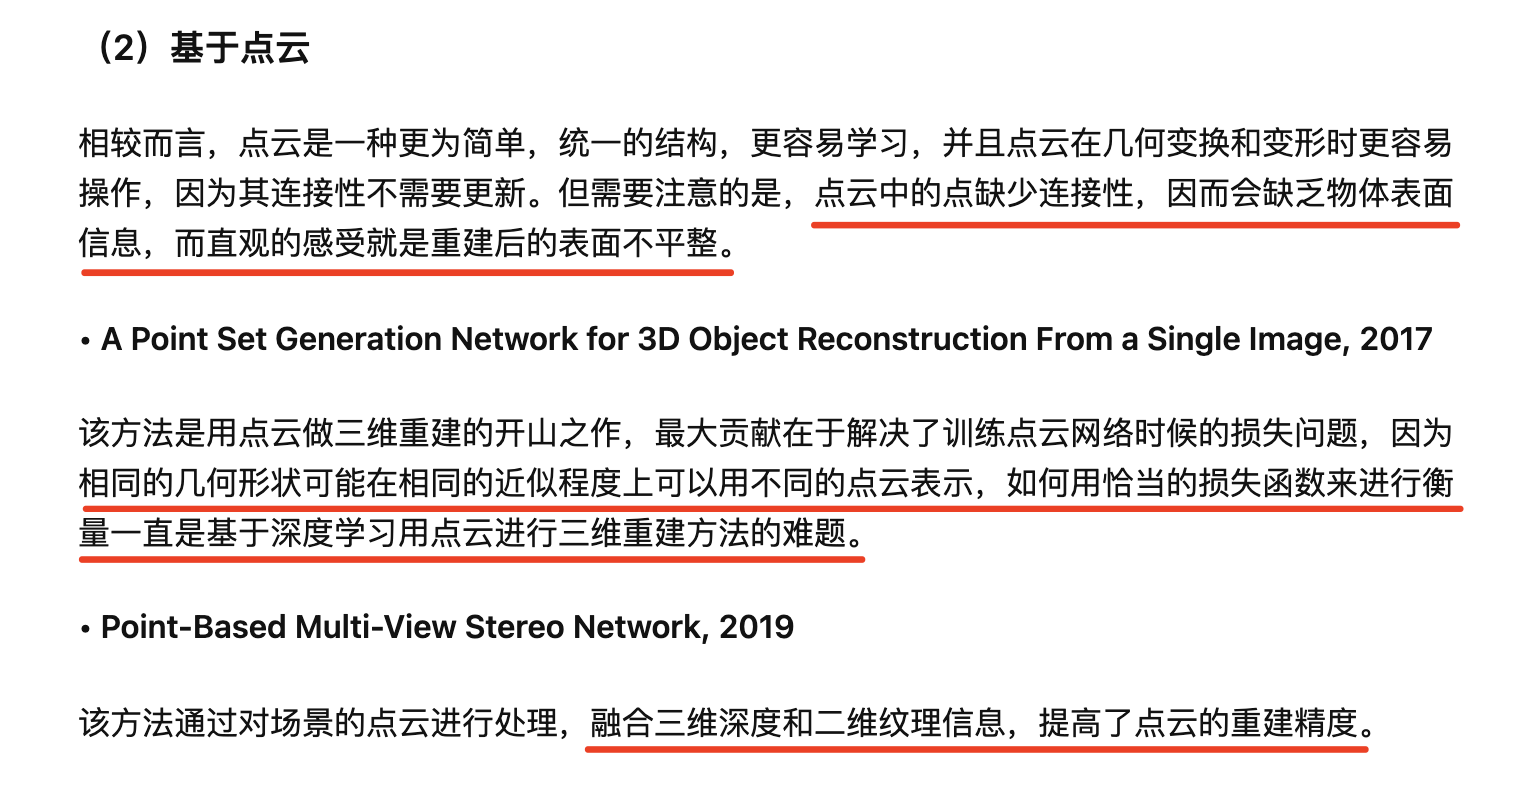 （2）基于点云
相较而言，点云是一种更为简单，统一的结构，更容易学习，并且点云在几何变换和变形时更容易
操作，因为其连接性不需要更新。但需要注意的是，点云中的点缺少连接性，因而会缺乏物体表面
信息，而直观的感受就是重建后的表面不平整。
• A Point Set Generation Network for 3D Object Reconstruction From a Single Image, 2017
该方法是用点云做三维重建的开山之作，最大贡献在于解决了训练点云网络时候的损失问题，因为
相同的几何形状可能在相同的近似程度上可以用不同的点云表示，如何用恰当的损失函数来进行衡
量一直是基于深度学习用点云进行三维重建方法的难题。
• Point-Based Multi-View Stereo Network, 2019
该方法通过对场景的点云进行处理，融合三维深度和二维纹理信息，提高了点云的重建精度。